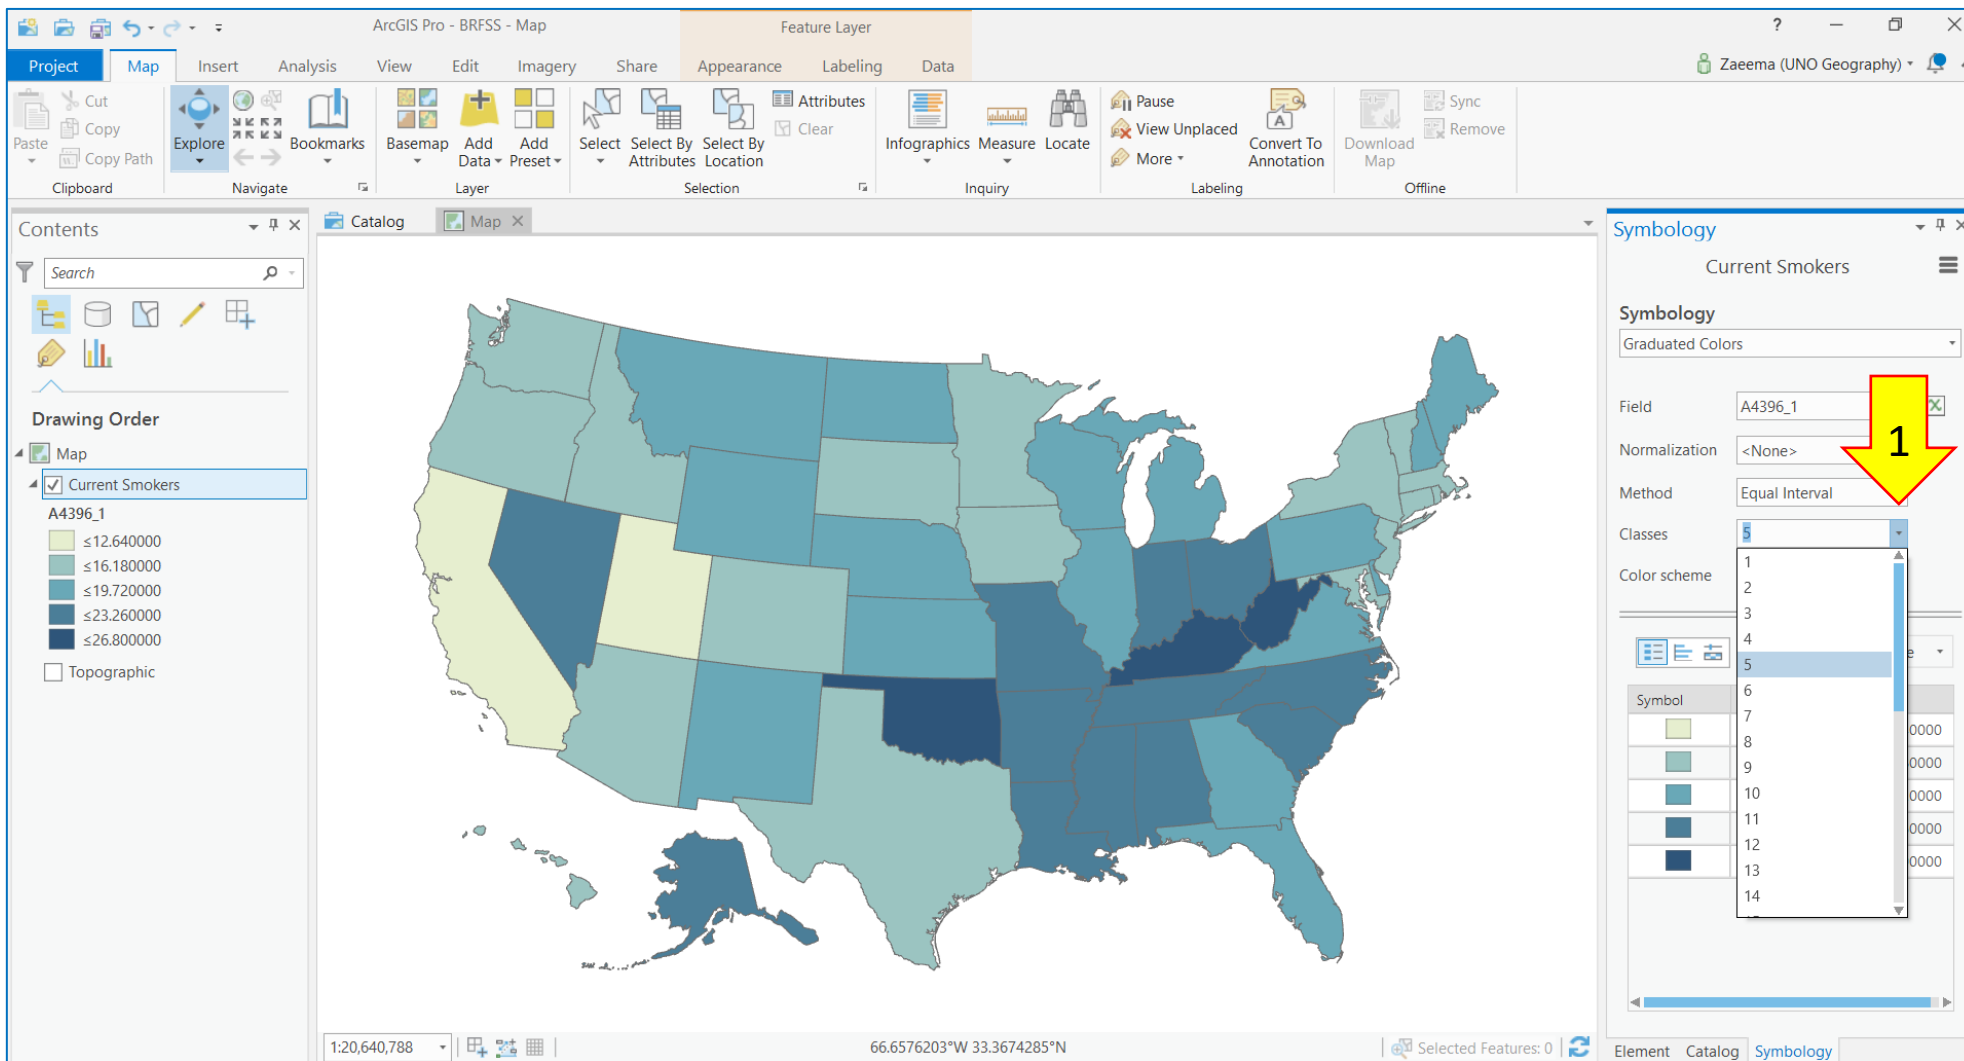 ArcGIS Pro - BRFSS - Map
Feature Layer
?
Project Map Insert Analysis View Edit Imagery Share Appearance Labeling Data
Zaeema (UNO Geography)
Paste
Cut
Copy
Copy Path
Clipboard
Explore
Bookmarks
Navigate
Basemap
Add Data
Add Preset
Layer
Select
Select By Attributes
Select By Location
Attributes
Clear
Selection
Infographics
Measure
Locate
Inquiry
Pause
View Unplaced
More
Convert To Annotation
Labeling
Download Map
Sync
Remove
Offline
Contents
Search
Drawing Order
Map
Current Smokers
A4396_1
≤12.640000
≤16.180000
≤19.720000
≤23.260000
≤26.800000
Topographic
Catalog
Map
1:20,640,788
66.6576203°W 33.3674285°N
Selected Features: 0
Symbology
Current Smokers
Symbology
Graduated Colors
Field A4396_1
1
Normalization <None>
Method Equal Interval
Classes 5
Color scheme
1
2
3
4
5
6
7
8
9
10
11
12
13
14
Symbol
0000
0000
0000
0000
0000
Element Catalog Symbology